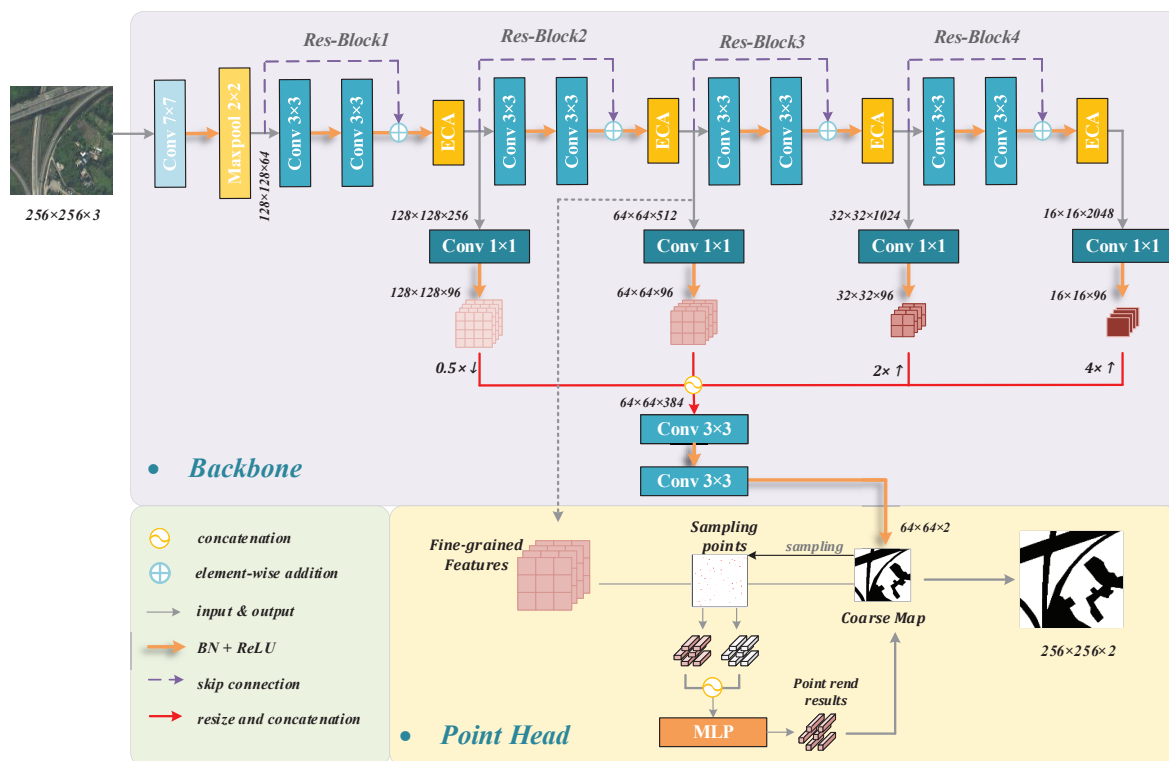 Res-Block1
Res-Block2
Res-Block3
Res-Block4
Conv 7×7
Maxpool 2×2
128×128×64
Conv 3×3
Conv 3×3
ECA
Conv 3×3
Conv 3×3
ECA
Conv 3×3
Conv 3×3
ECA
Conv 3×3
Conv 3×3
ECA
256×256×3
128×128×256
64×64×512
32×32×1024
16×16×2048
Conv 1×1
Conv 1×1
Conv 1×1
Conv 1×1
128×128×96
64×64×96
32×32×96
16×16×96
0.5×↓
2×↑
4×↑
64×64×384
Conv 3×3
Conv 3×3
• Backbone
64×64×2
concatenation
element-wise addition
input & output
BN + ReLU
skip connection
resize and concatenation
Fine-grained
Features
Sampling
points
sampling
Coarse Map
256×256×2
Point rend
results
MLP
• Point Head